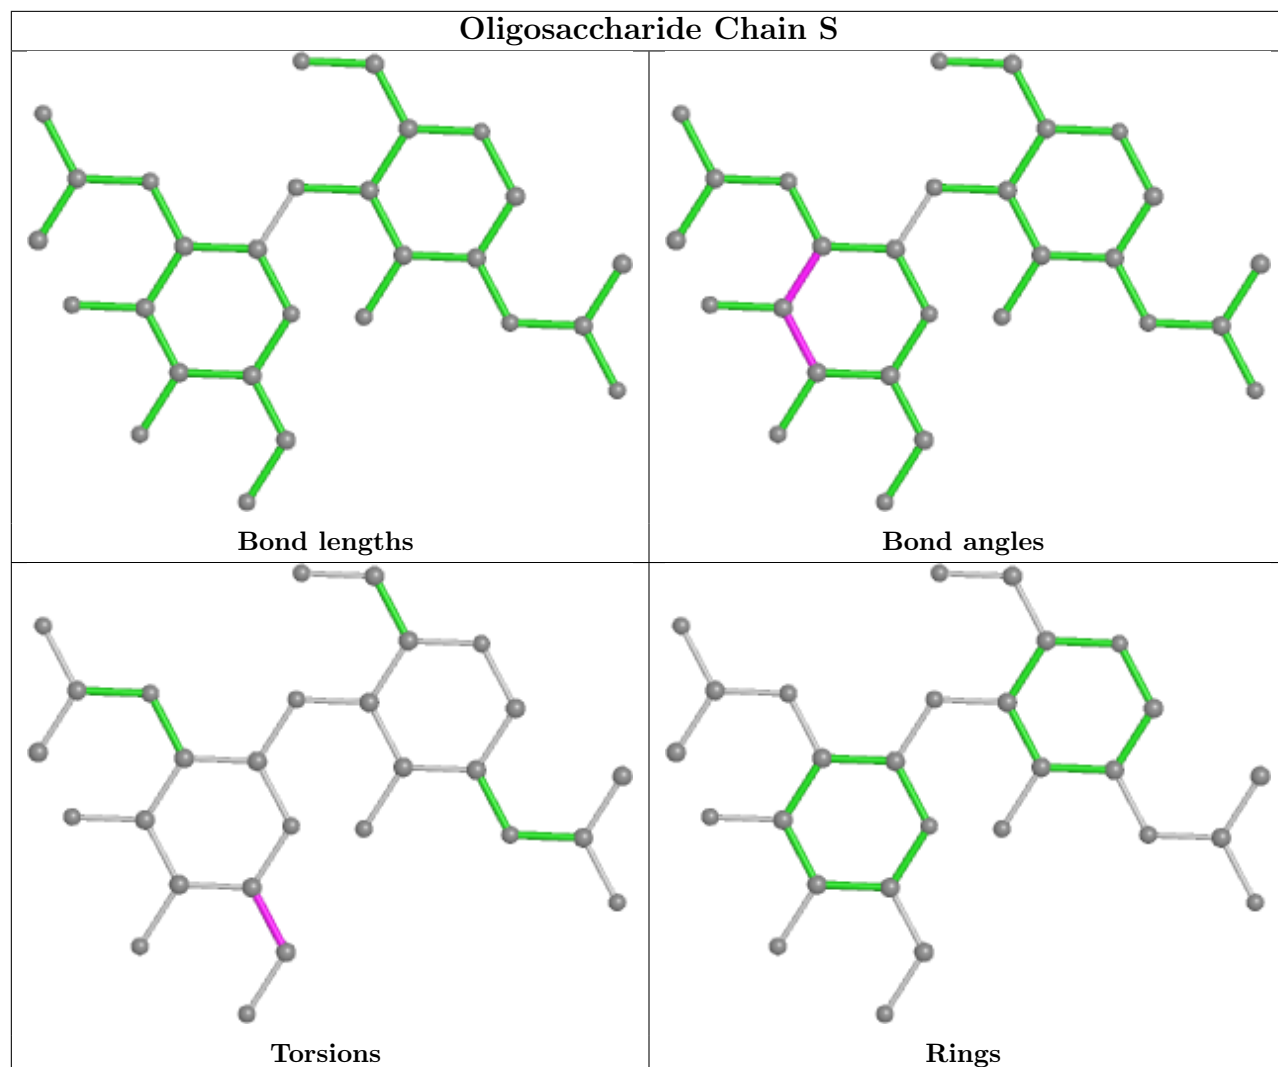 Oligosaccharide Chain S
Bond lengths
Bond angles
Torsions
Rings